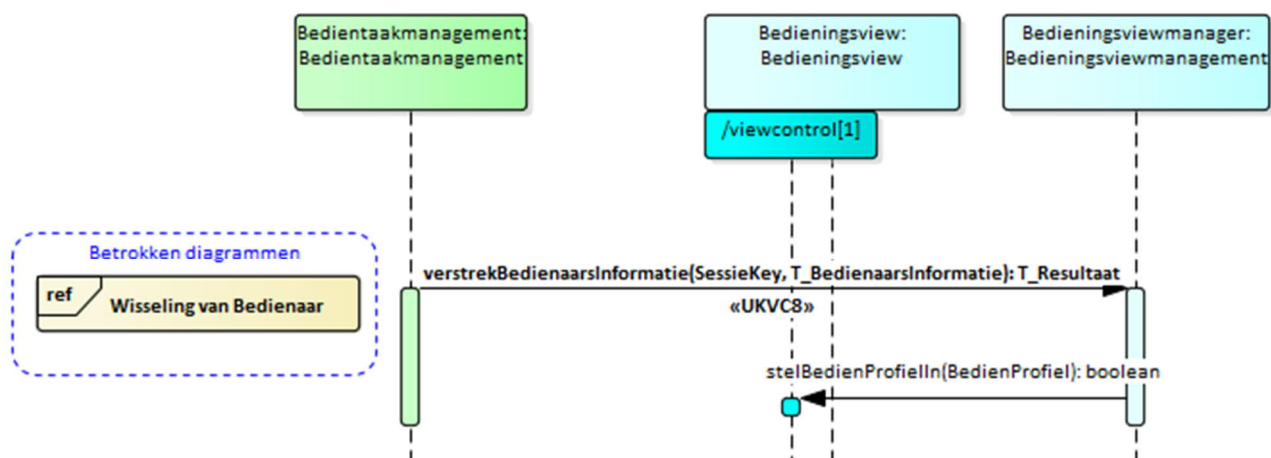 Bedientaakmanagement:
Bedientaakmanagement
Bedieningsview:
Bedieningsview
Bedieningsviewmanager:
Bedieningsviewmanagement
/viewcontrol[1]
Betrokken diagrammen
ref
Wisseling van Bedienaar
verstrekBedienaarsInformatie(SessieKey, T_BedienaarsInformatie): T_Resultaat
«UKVC8»
stelBedienProfielIn(BedienProfiel): boolean